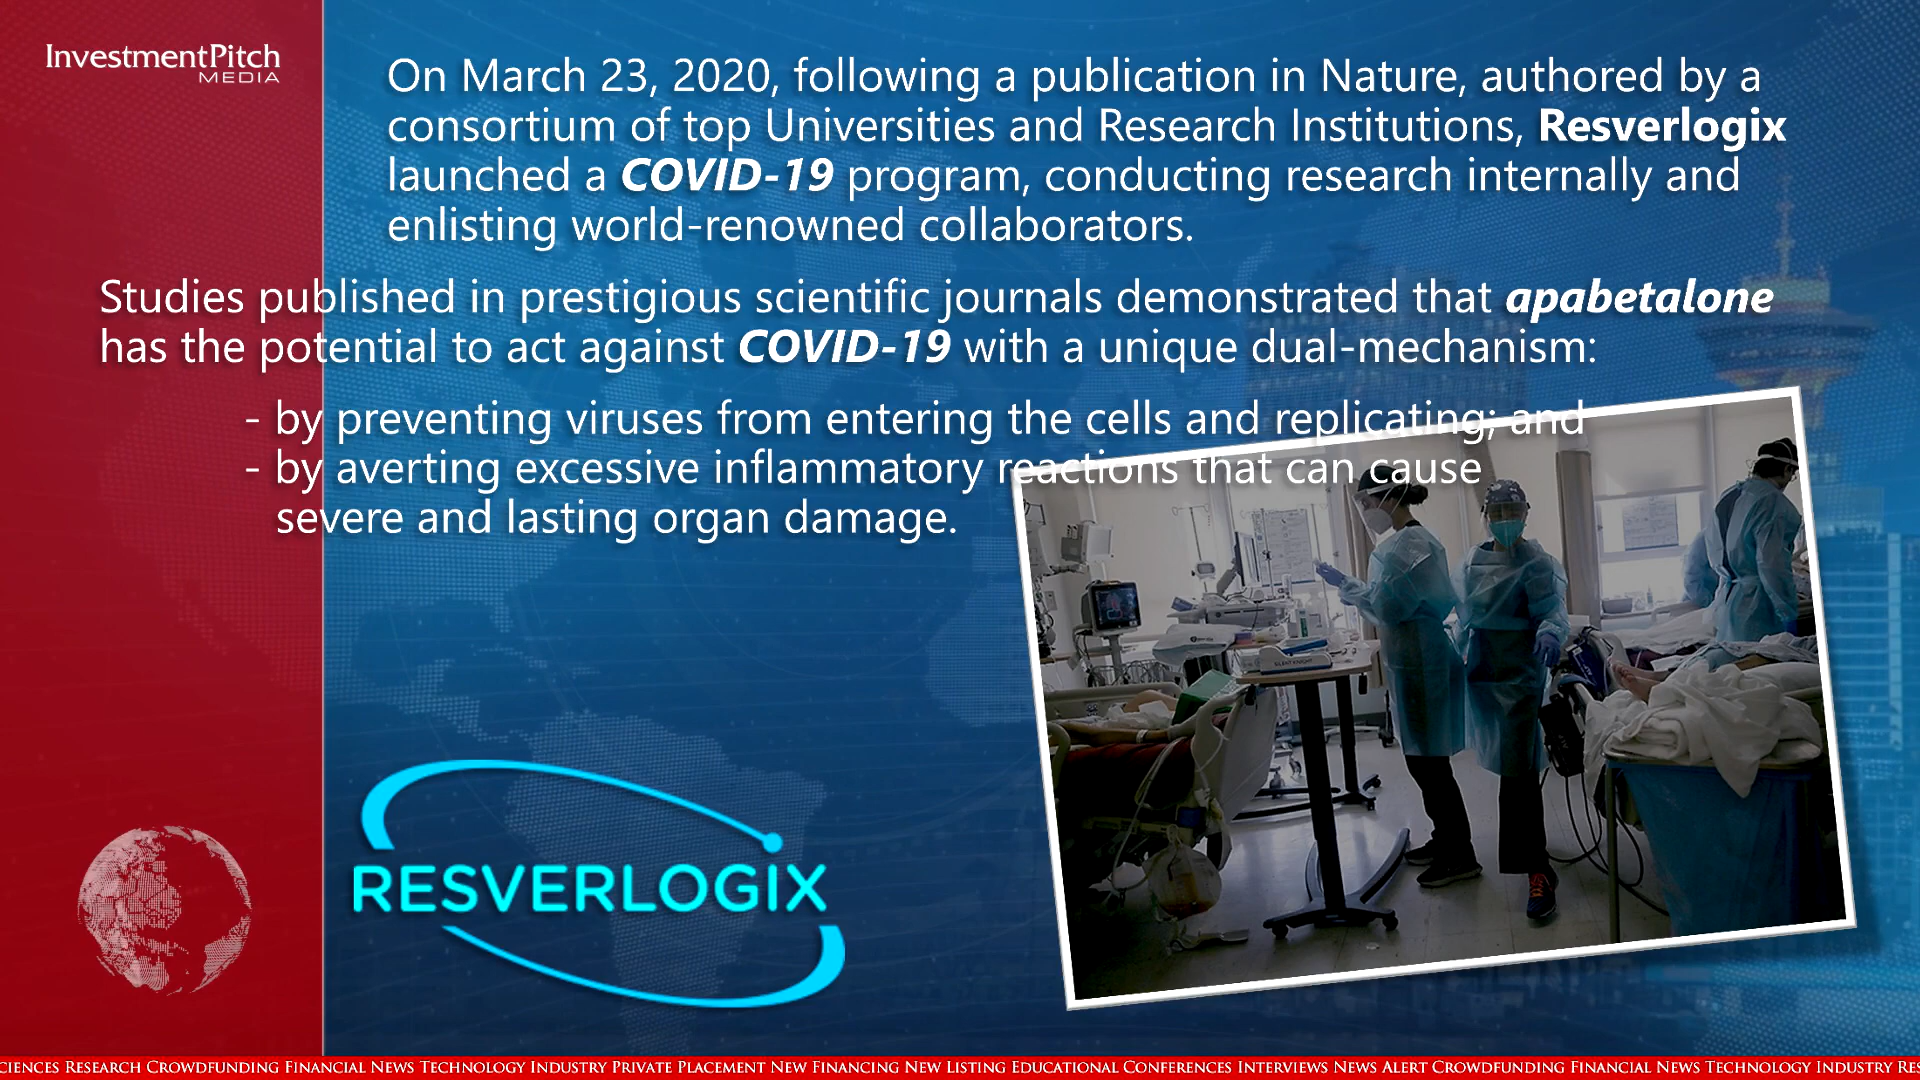 InvestmentPitch
MEDIA
On March 23, 2020, following a publication in Nature, authored by a
consortium of top Universities and Research Institutions, Resverlogix
launched a COVID-19 program, conducting research internally and
enlisting world-renowned collaborators.
Studies published in prestigious scientific journals demonstrated that apabetalone
has the potential to act against COVID-19 with a unique dual-mechanism:
- by preventing viruses from entering the cells and replicating; and
- by averting excessive inflammatory reactions that can cause
severe and lasting organ damage.
RESVERLOGIX
CIENCES RESEARCH CROWDFUNDING FINANCIAL NEWS TECHNOLOGY INDUSTRY PRIVATE PLACEMENT NEW FINANCING NEW LISTING EDUCATIONAL CONFERENCES INTERVIEWS NEWS ALERT CROWDFUNDING FINANCIAL NEWS TECHNOLOGY INDUSTRY RES